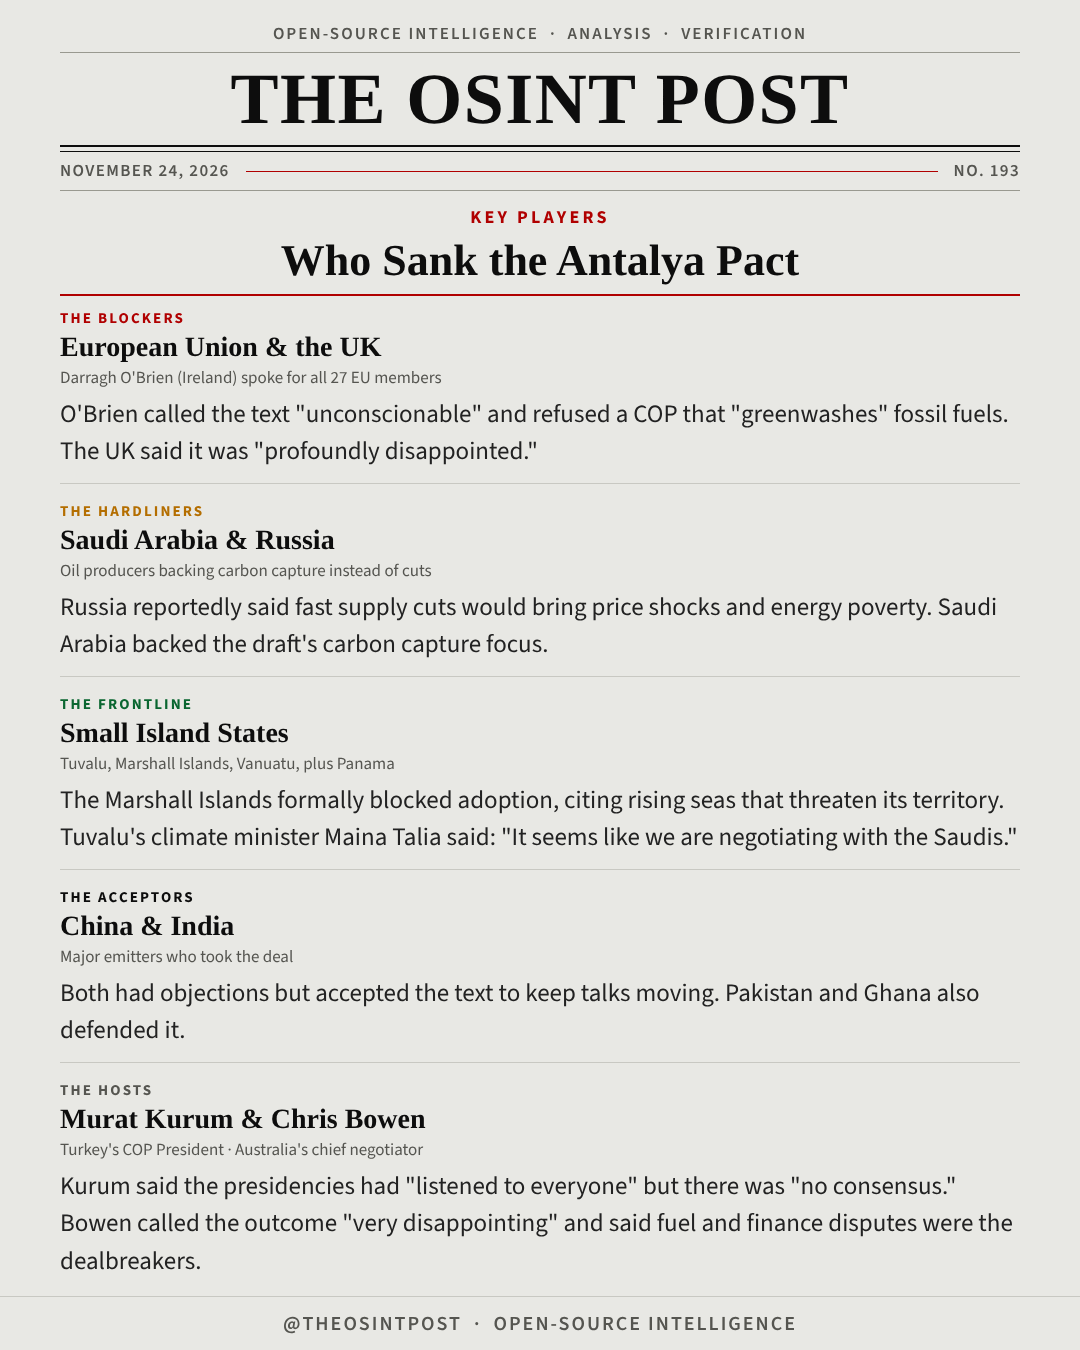 OPEN-SOURCE INTELLIGENCE · ANALYSIS · VERIFICATION
THE OSINT POST
NOVEMBER 24, 2026 NO. 193
KEY PLAYERS
Who Sank the Antalya Pact
THE BLOCKERS
European Union & the UK
Darragh O'Brien (Ireland) spoke for all 27 EU members
O'Brien called the text "unconscionable" and refused a COP that "greenwashes" fossil fuels.
The UK said it was "profoundly disappointed."
THE HARDLINERS
Saudi Arabia & Russia
Oil producers backing carbon capture instead of cuts
Russia reportedly said fast supply cuts would bring price shocks and energy poverty. Saudi
Arabia backed the draft's carbon capture focus.
THE FRONTLINE
Small Island States
Tuvalu, Marshall Islands, Vanuatu, plus Panama
The Marshall Islands formally blocked adoption, citing rising seas that threaten its territory.
Tuvalu's climate minister Maina Talia said: "It seems like we are negotiating with the Saudis."
THE ACCEPTORS
China & India
Major emitters who took the deal
Both had objections but accepted the text to keep talks moving. Pakistan and Ghana also
defended it.
THE HOSTS
Murat Kurum & Chris Bowen
Turkey's COP President · Australia's chief negotiator
Kurum said the presidencies had "listened to everyone" but there was "no consensus."
Bowen called the outcome "very disappointing" and said fuel and finance disputes were the
dealbreakers.
@THEOSINTPOST · OPEN-SOURCE INTELLIGENCE